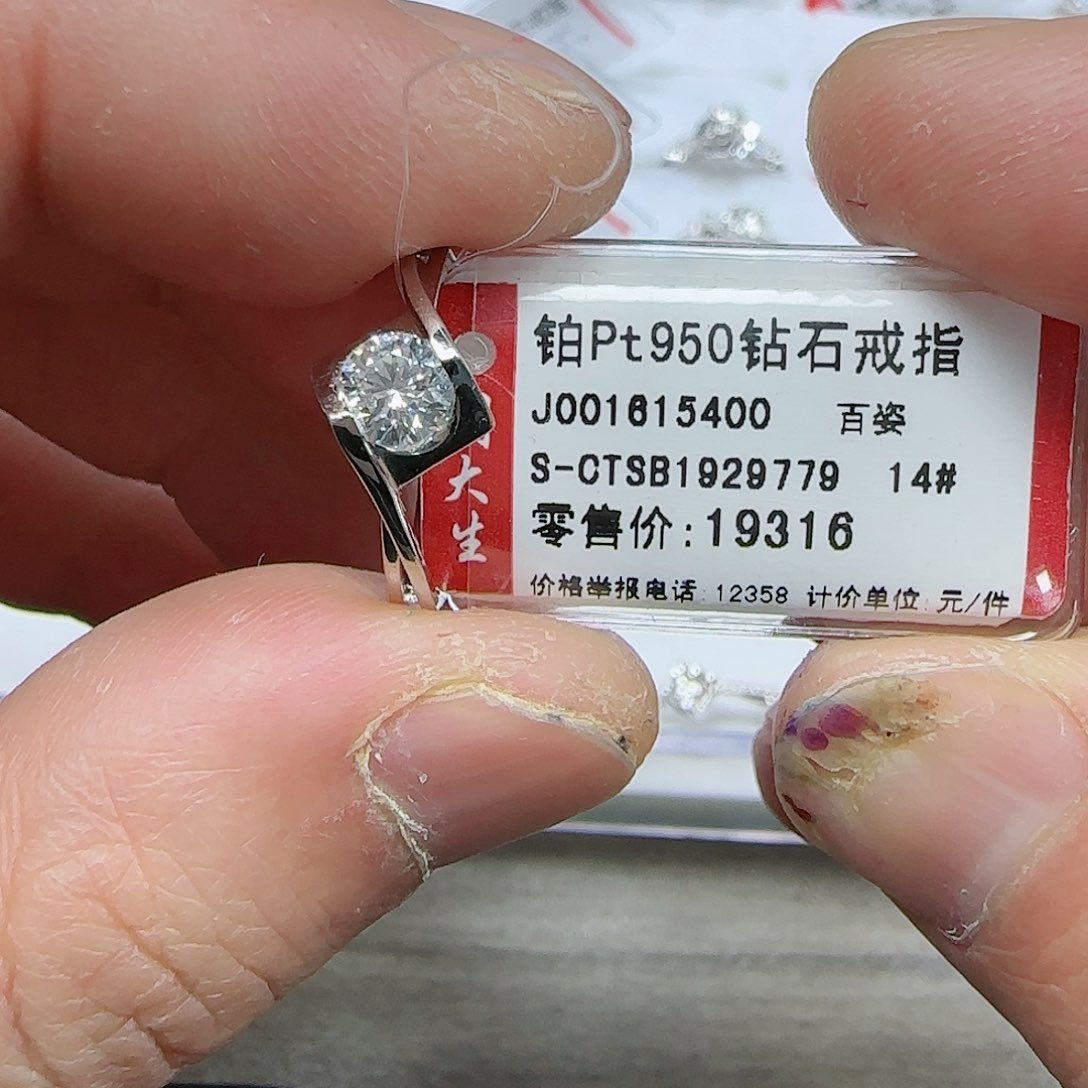 铂Pt950钻石戒指
J001615400 百姿
S-CTSB1929779 14#
零售价:19316
价格举报电话:12358 计价单位:元/件
大生